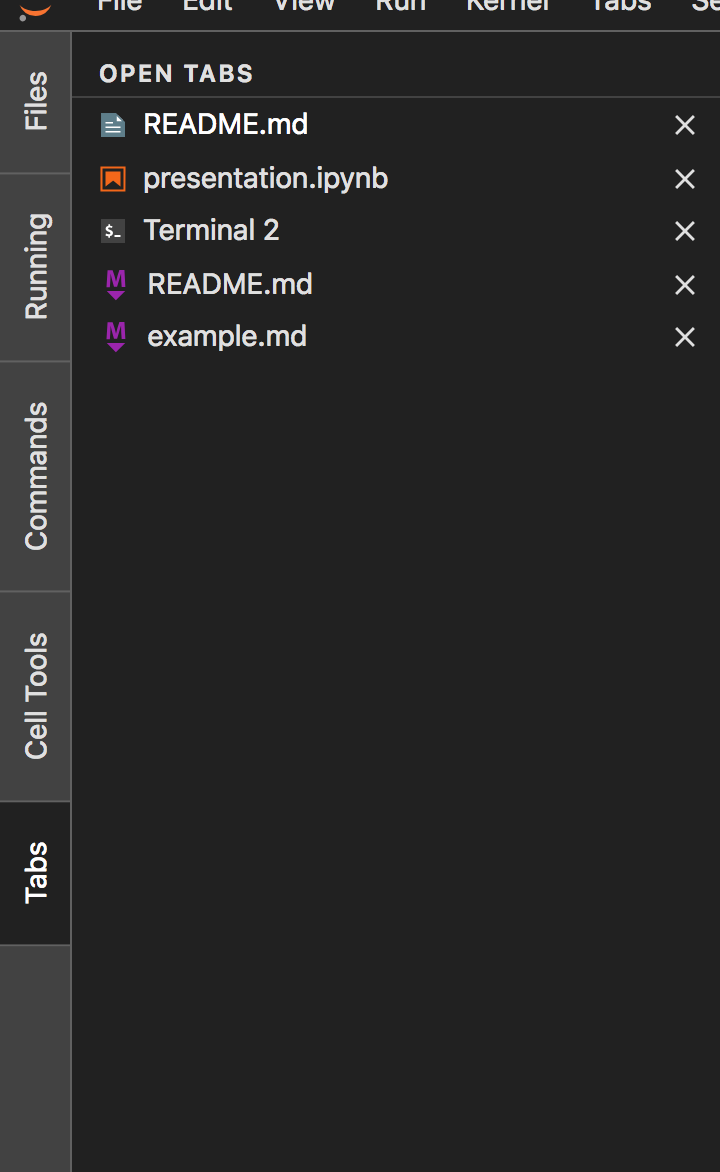 File Edit View Run Kernel Tabs Se
OPEN TABS
README.md
presentation.ipynb
$_ Terminal 2
M README.md
M example.md
Files
Running
Commands
Cell Tools
Tabs